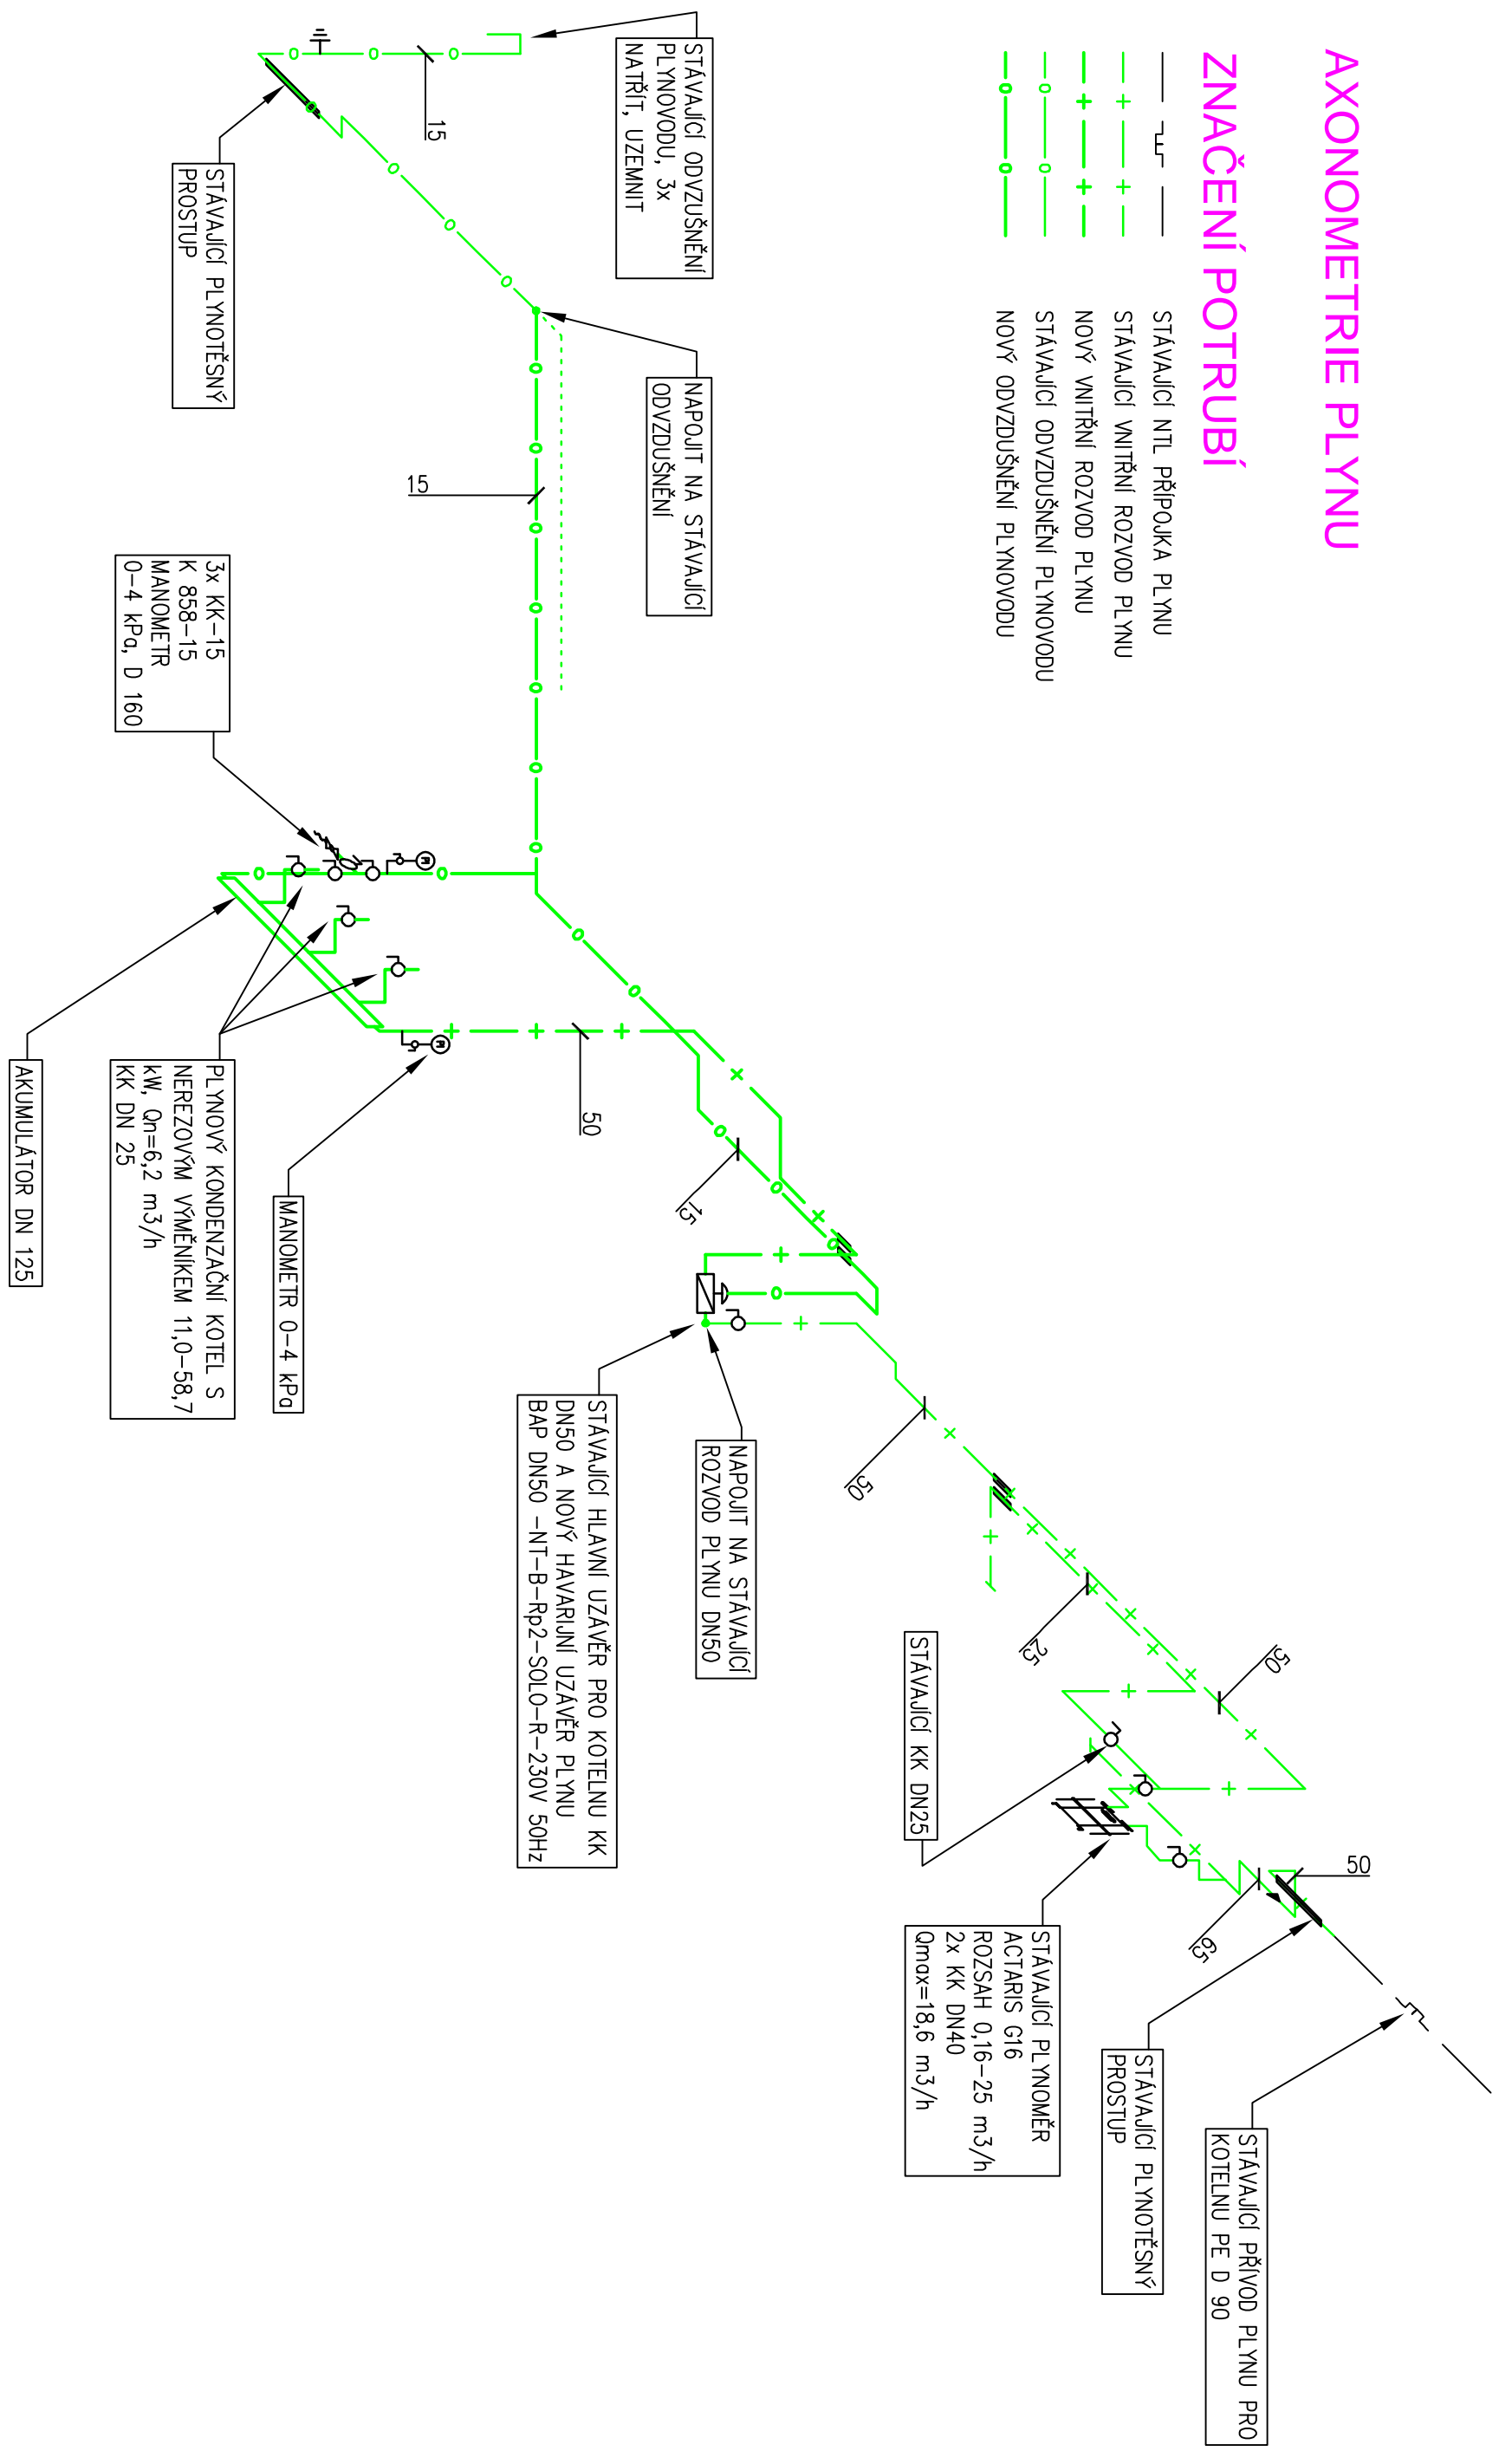 AXONOMETRIE PLYNU
ZNAČENÍ POTRUBÍ
STÁVAJÍCÍ NTL PŘÍPOJKA PLYNU
STÁVAJÍCÍ VNITŘNÍ ROZVOD PLYNU
NOVÝ VNITŘNÍ ROZVOD PLYNU
STÁVAJÍCÍ ODVZDUŠNĚNÍ PLYNOVODU
NOVÝ ODVZDUŠNĚNÍ PLYNOVODU
STÁVAJÍCÍ ODVZUŠNĚNÍ
PLYNOVODU, 3x
NATŘÍT, UZEMNIT
15
STÁVAJÍCÍ PLYNOTĚSNÝ
PROSTUP
NAPOJIT NA STÁVAJÍCÍ
ODVZDUŠNĚNÍ
15
3x KK-15
K 858-15
MANOMETR
0-4 kPa, D 160
M
M
50
15
AKUMULÁTOR DN 125
PLYNOVÝ KONDENZAČNÍ KOTEL S
NEREZOVÝM VÝMĚNÍKEM 11,0-58,7
kW, Qn=6,2 m3/h
KK DN 25
MANOMETR 0-4 kPa
STÁVAJÍCÍ HLAVNÍ UZÁVĚR PRO KOTELNU KK
DN50 A NOVÝ HAVARIJNÍ UZÁVĚR PLYNU
BAP DN50 -NT-B-Rp2-SOLO-R-230V 50Hz
NAPOJIT NA STÁVAJÍCÍ
ROZVOD PLYNU DN50
50
25
50
STÁVAJÍCÍ KK DN25
50
65
STÁVAJÍCÍ PLYNOMĚR
ACTARIS G16
ROZSAH 0,16-25 m3/h
2x KK DN40
Qmax=18,6 m3/h
STÁVAJÍCÍ PLYNOTĚSNÝ
PROSTUP
STÁVAJÍCÍ PŘÍVOD PLYNU PRO
KOTELNU PE D 90